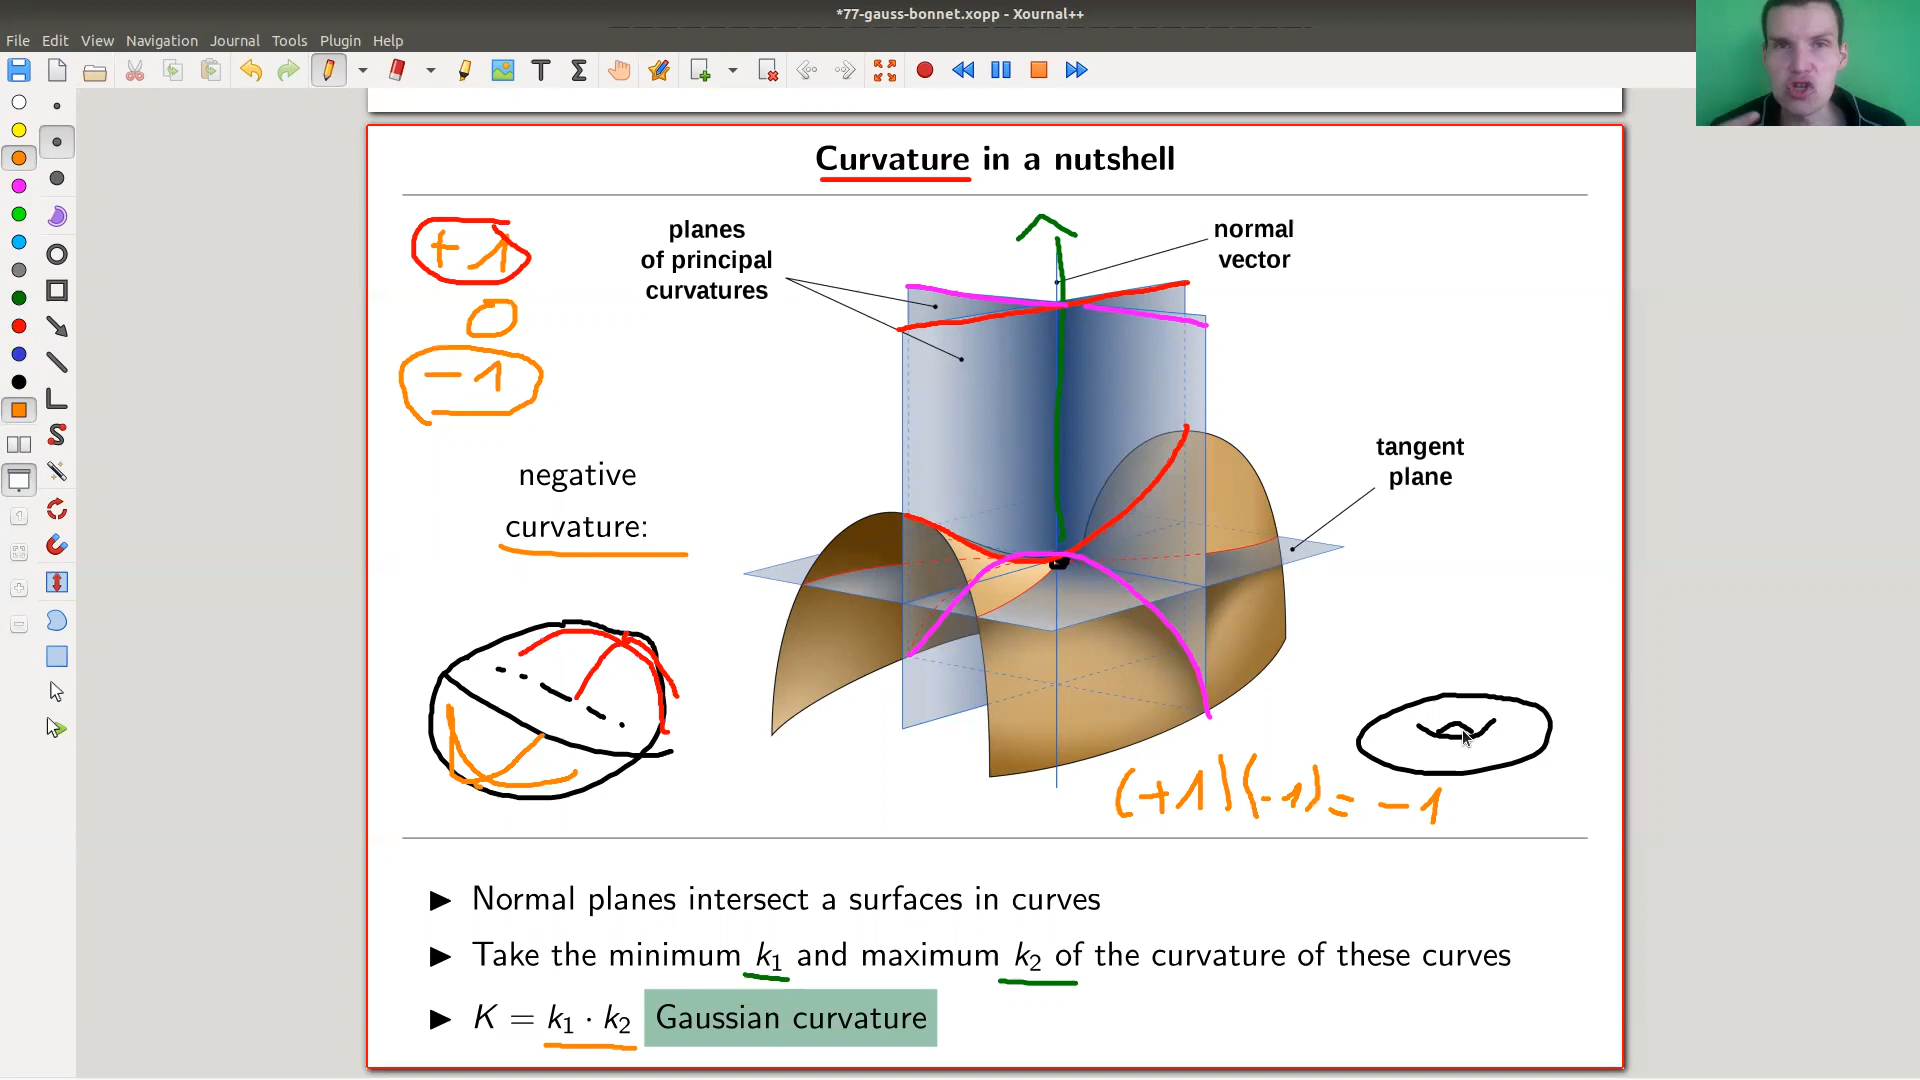 *77-gauss-bonnet.xopp - Xournal++
File Edit View Navigation Journal Tools Plugin Help
Curvature in a nutshell
+1
0
-1
planes
of principal
curvatures
normal
vector
tangent
plane
negative
curvature:
(+1)(-1) = -1
▶ Normal planes intersect a surfaces in curves
▶ Take the minimum k₁ and maximum k₂ of the curvature of these curves
▶ K = k₁ · k₂ Gaussian curvature